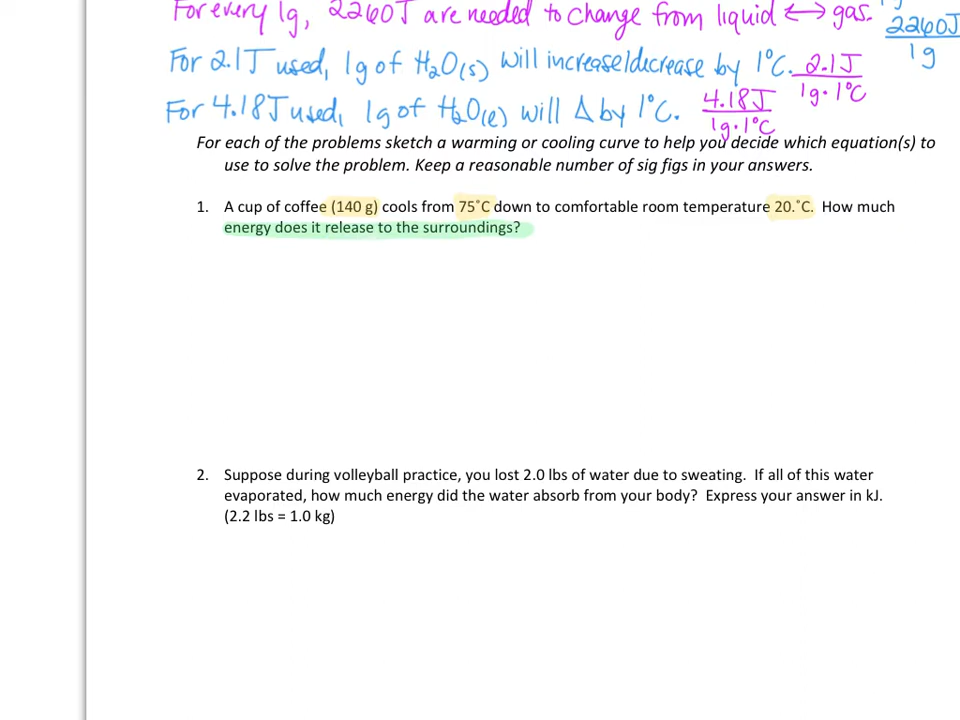 For every 1g, 2260J are needed to change from liquid ⟷ gas. 2260J/1g
For 2.1J used, 1g of H₂O(s) will increase/decrease by 1°C. 2.1J/1g·1°C
For 4.18J used, 1g of H₂O(ℓ) will Δ by 1°C. 4.18J/1g·1°C
For each of the problems sketch a warming or cooling curve to help you decide which equation(s) to
use to solve the problem. Keep a reasonable number of sig figs in your answers.
1. A cup of coffee (140 g) cools from 75˚C down to comfortable room temperature 20.˚C. How much
energy does it release to the surroundings?
2. Suppose during volleyball practice, you lost 2.0 lbs of water due to sweating. If all of this water
evaporated, how much energy did the water absorb from your body? Express your answer in kJ.
(2.2 lbs = 1.0 kg)